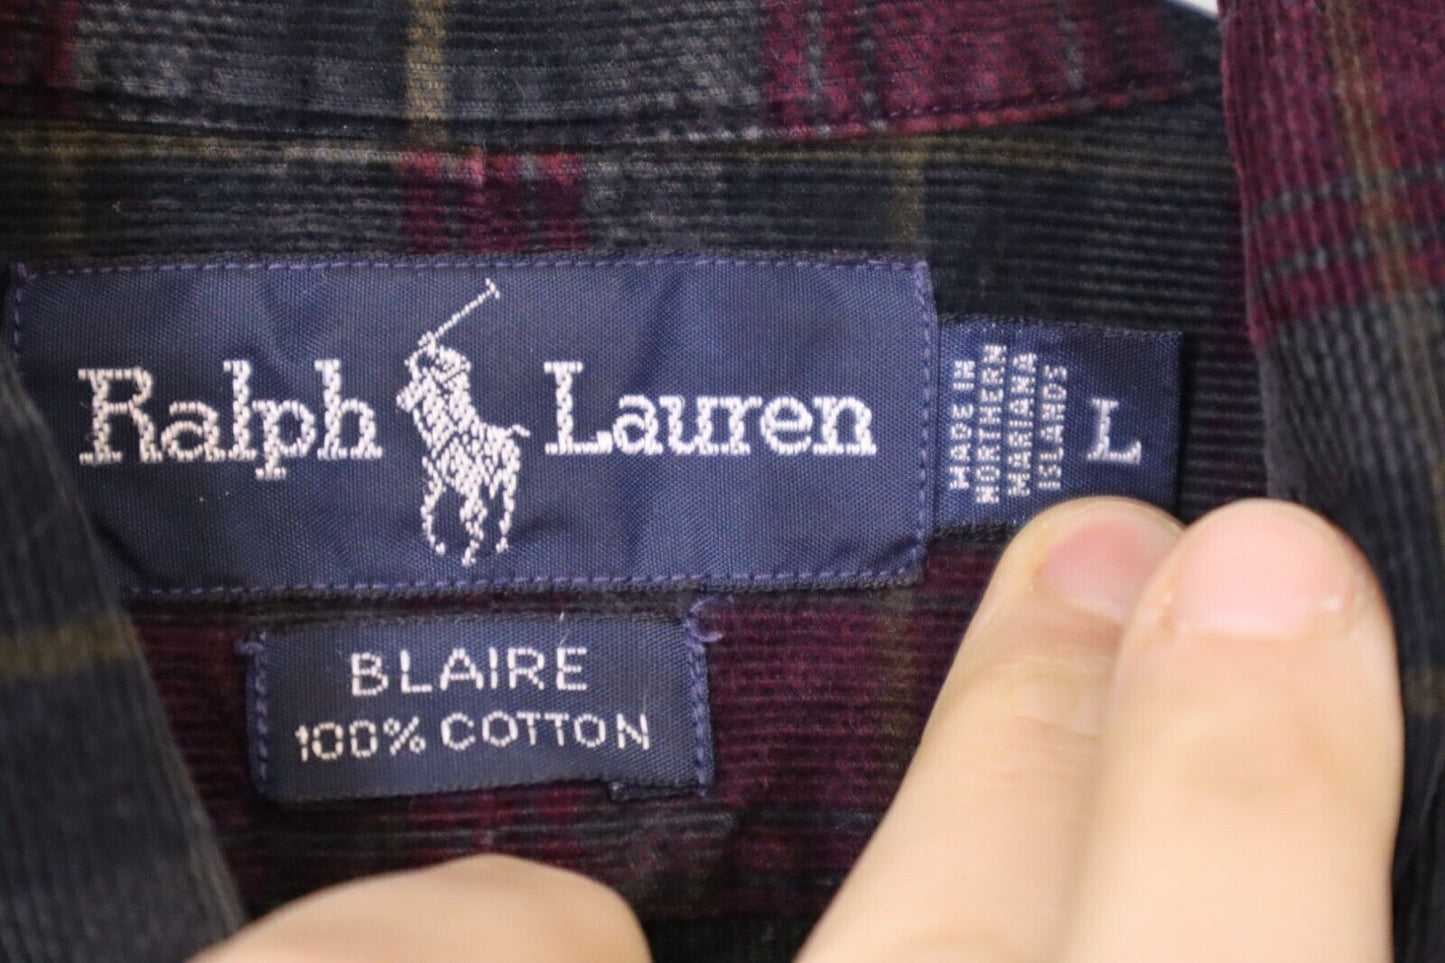 Ralph Lauren
MADE IN
NORTHERN
MARIANA
ISLANDS
L
BLAIRE
100% COTTON